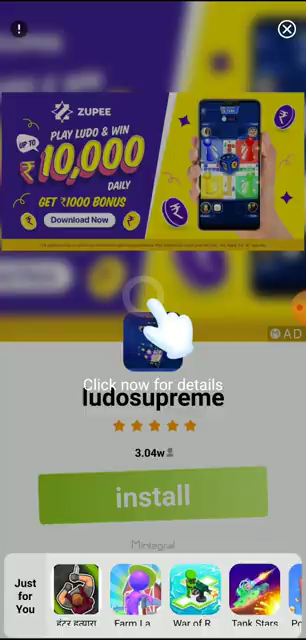 ZUPEE
PLAY LUDO & WIN
UP TO
₹10,000
DAILY
GET ₹1000 BONUS
Download Now
AD
Click now for details
ludosupreme
3.04w
install
Mintegral
Just
for
You
Farm La...
War of R...
Tank Stars